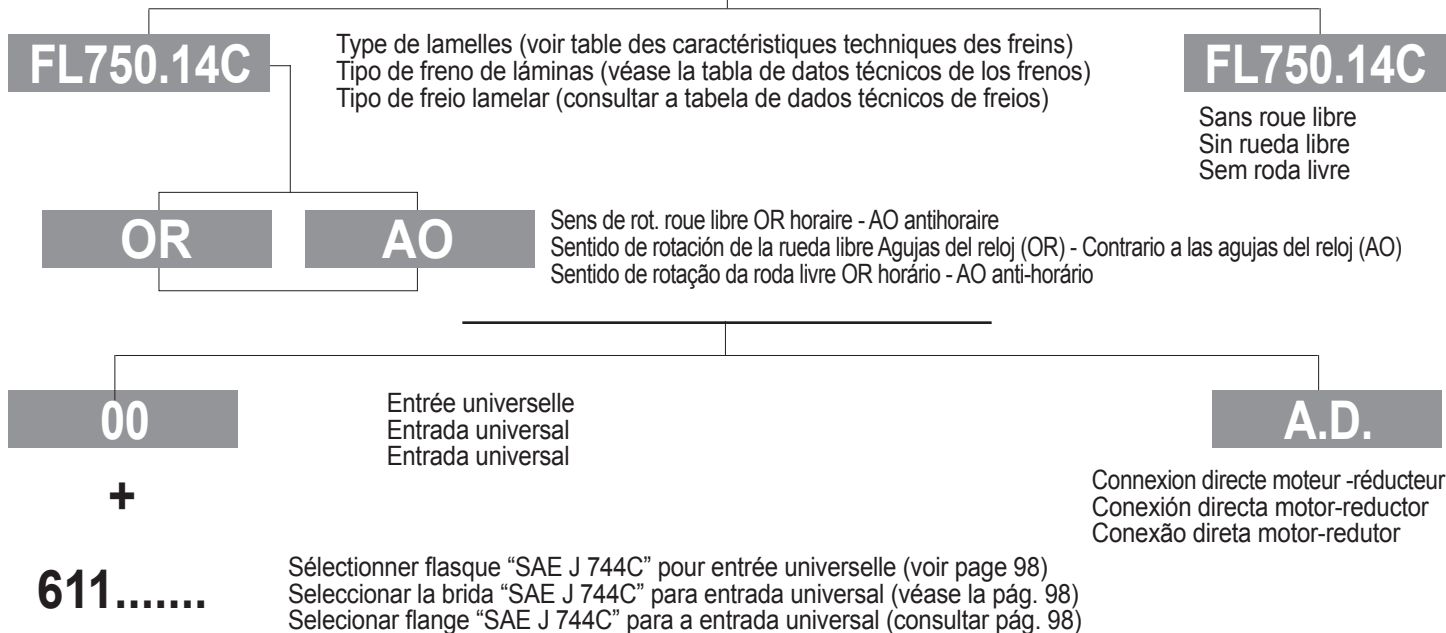 FL750.14C
Type de lamelles (voir table des caractéristiques techniques des freins)
Tipo de freno de láminas (véase la tabla de datos técnicos de los frenos)
Tipo de freio lamelar (consultar a tabela de dados técnicos de freios)
FL750.14C
Sans roue libre
Sin rueda libre
Sem roda livre
OR
AO
Sens de rot. roue libre OR horaire - AO antihoraire
Sentido de rotación de la rueda libre Agujas del reloj (OR) - Contrario a las agujas del reloj (AO)
Sentido de rotação da roda livre OR horário - AO anti-horário
00
Entrée universelle
Entrada universal
Entrada universal
A.D.
Connexion directe moteur -réducteur
Conexión directa motor-reductor
Conexão direta motor-redutor
+
611.......
Sélectionner flasque “SAE J 744C” pour entrée universelle (voir page 98)
Seleccionar la brida “SAE J 744C” para entrada universal (véase la pág. 98)
Selecionar flange “SAE J 744C” para a entrada universal (consultar pág. 98)